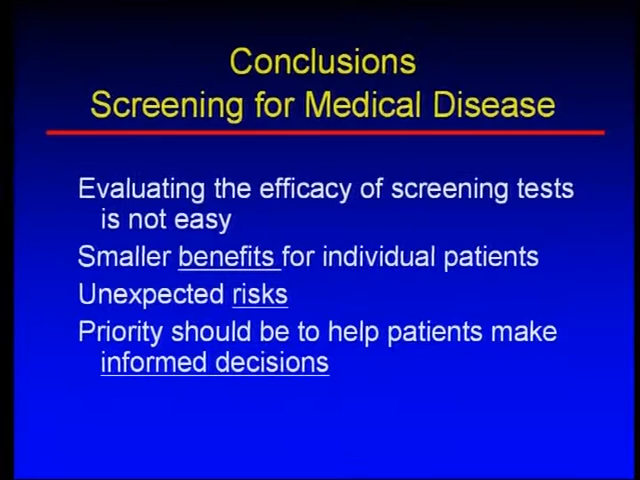 Conclusions
Screening for Medical Disease
Evaluating the efficacy of screening tests
is not easy
Smaller benefits for individual patients
Unexpected risks
Priority should be to help patients make
informed decisions